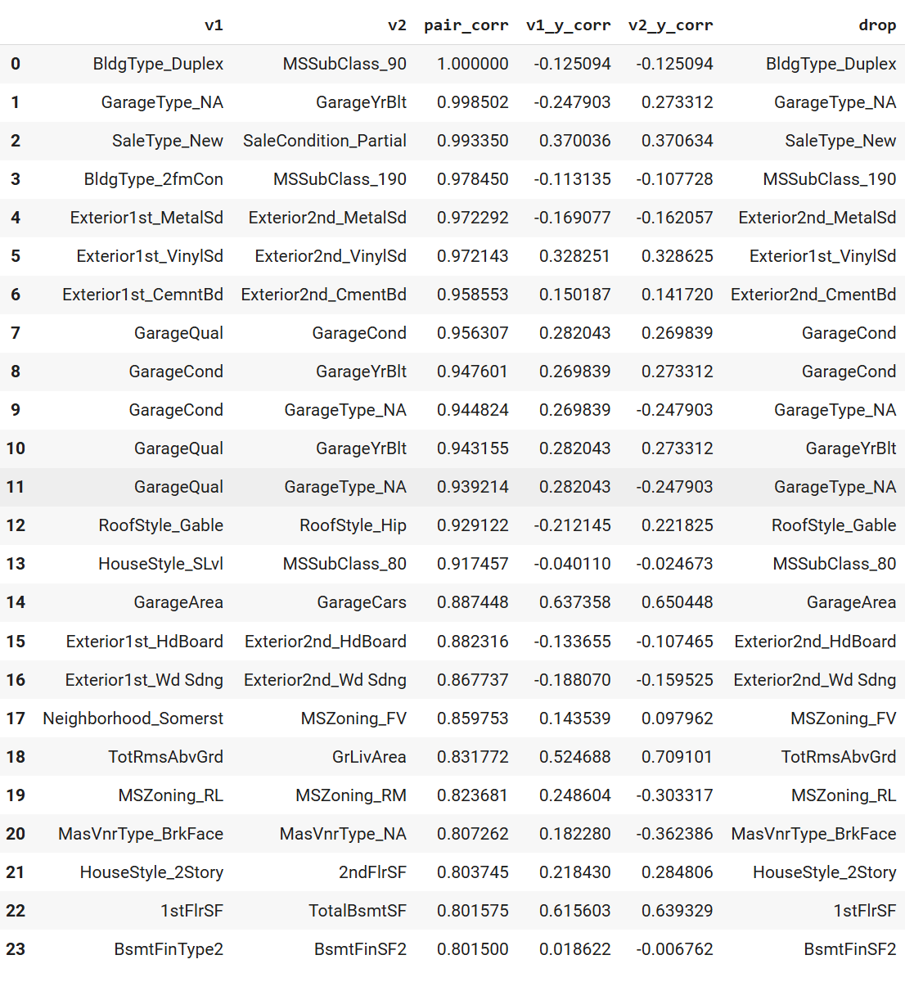 v1 v2 pair_corr v1_y_corr v2_y_corr drop
0 BldgType_Duplex MSSubClass_90 1.000000 -0.125094 -0.125094 BldgType_Duplex
1 GarageType_NA GarageYrBlt 0.998502 -0.247903 0.273312 GarageType_NA
2 SaleType_New SaleCondition_Partial 0.993350 0.370036 0.370634 SaleType_New
3 BldgType_2fmCon MSSubClass_190 0.978450 -0.113135 -0.107728 MSSubClass_190
4 Exterior1st_MetalSd Exterior2nd_MetalSd 0.972292 -0.169077 -0.162057 Exterior2nd_MetalSd
5 Exterior1st_VinylSd Exterior2nd_VinylSd 0.972143 0.328251 0.328625 Exterior1st_VinylSd
6 Exterior1st_CemntBd Exterior2nd_CmentBd 0.958553 0.150187 0.141720 Exterior2nd_CmentBd
7 GarageQual GarageCond 0.956307 0.282043 0.269839 GarageCond
8 GarageCond GarageYrBlt 0.947601 0.269839 0.273312 GarageCond
9 GarageCond GarageType_NA 0.944824 0.269839 -0.247903 GarageType_NA
10 GarageQual GarageYrBlt 0.943155 0.282043 0.273312 GarageYrBlt
11 GarageQual GarageType_NA 0.939214 0.282043 -0.247903 GarageType_NA
12 RoofStyle_Gable RoofStyle_Hip 0.929122 -0.212145 0.221825 RoofStyle_Gable
13 HouseStyle_SLvl MSSubClass_80 0.917457 -0.040110 -0.024673 MSSubClass_80
14 GarageArea GarageCars 0.887448 0.637358 0.650448 GarageArea
15 Exterior1st_HdBoard Exterior2nd_HdBoard 0.882316 -0.133655 -0.107465 Exterior2nd_HdBoard
16 Exterior1st_Wd Sdng Exterior2nd_Wd Sdng 0.867737 -0.188070 -0.159525 Exterior2nd_Wd Sdng
17 Neighborhood_Somerst MSZoning_FV 0.859753 0.143539 0.097962 MSZoning_FV
18 TotRmsAbvGrd GrLivArea 0.831772 0.524688 0.709101 TotRmsAbvGrd
19 MSZoning_RL MSZoning_RM 0.823681 0.248604 -0.303317 MSZoning_RL
20 MasVnrType_BrkFace MasVnrType_NA 0.807262 0.182280 -0.362386 MasVnrType_BrkFace
21 HouseStyle_2Story 2ndFlrSF 0.803745 0.218430 0.284806 HouseStyle_2Story
22 1stFlrSF TotalBsmtSF 0.801575 0.615603 0.639329 1stFlrSF
23 BsmtFinType2 BsmtFinSF2 0.801500 0.018622 -0.006762 BsmtFinSF2